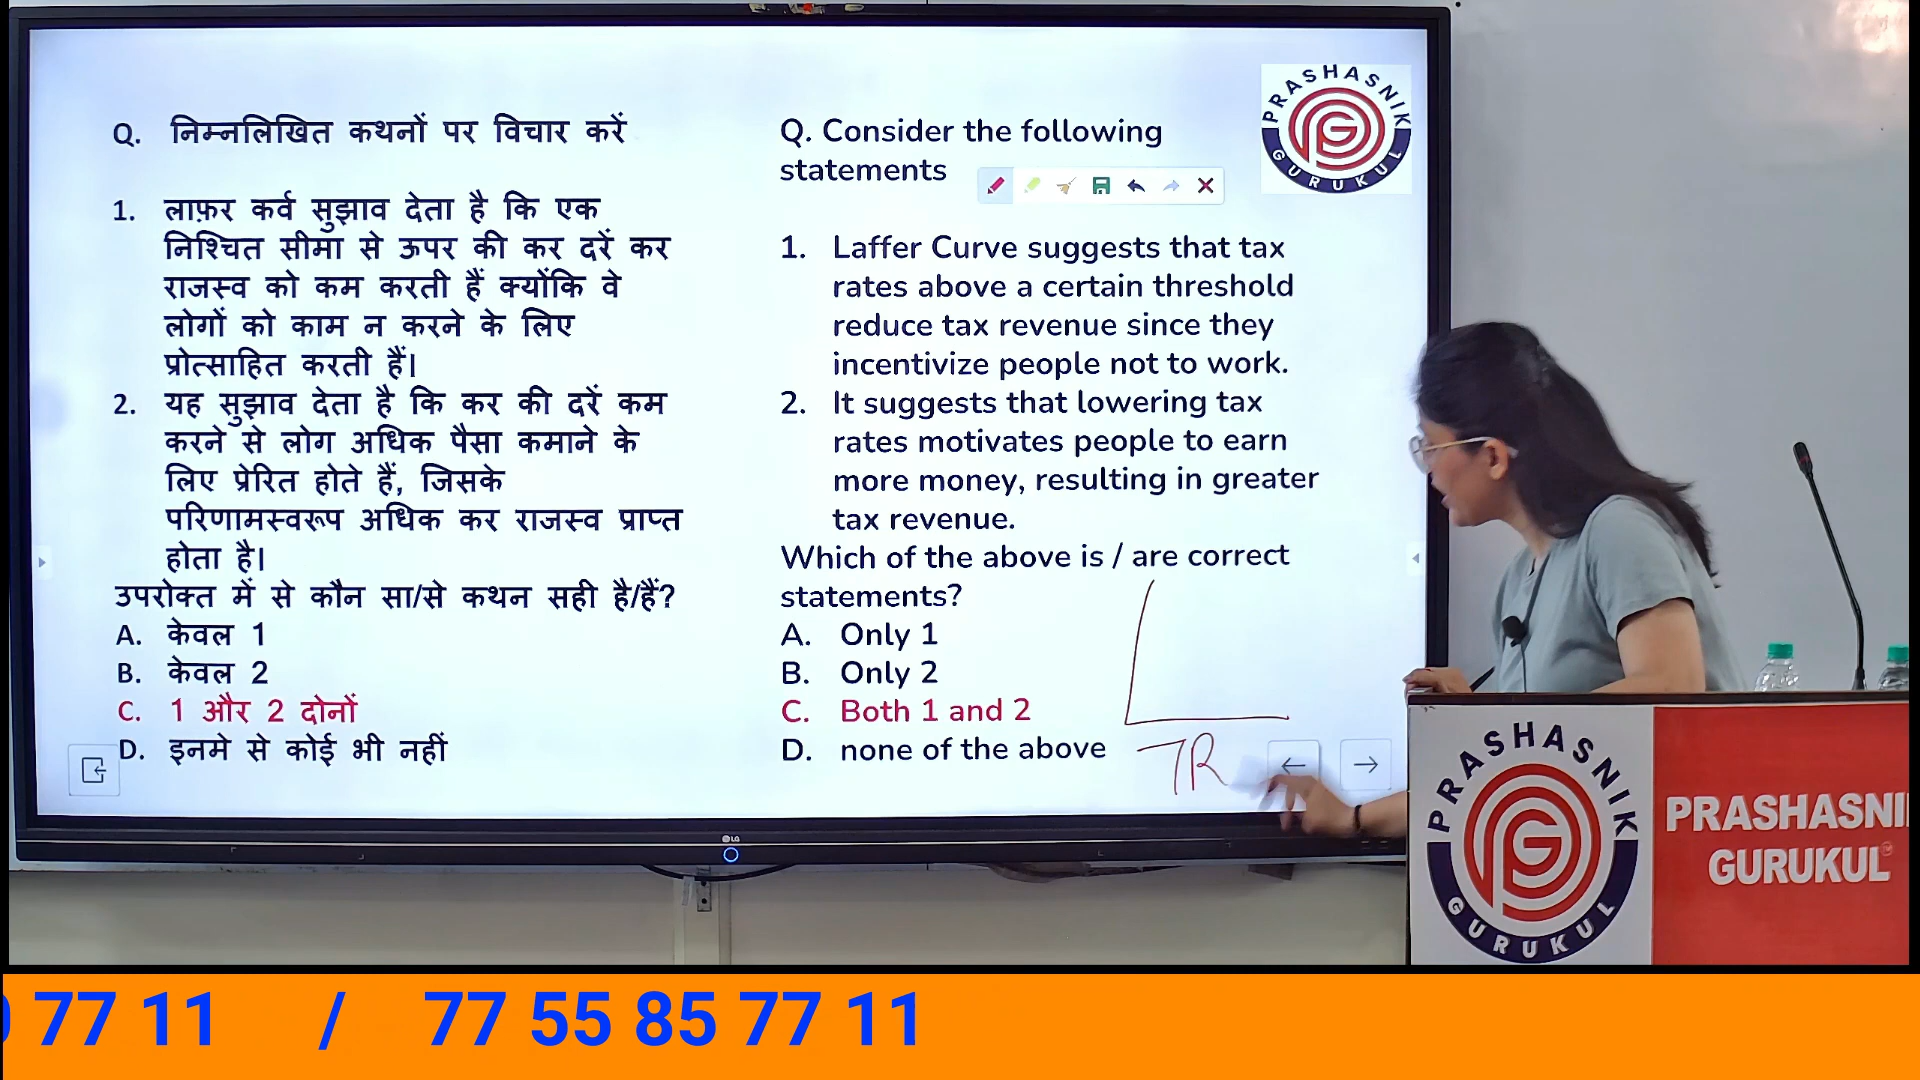 PRASHASNIK
GURUKUL
Q. निम्नलिखित कथनों पर विचार करें
1. लाफ़र कर्व सुझाव देता है कि एक
निश्चित सीमा से ऊपर की कर दरें कर
राजस्व को कम करती हैं क्योंकि वे
लोगों को काम न करने के लिए
प्रोत्साहित करती हैं।
2. यह सुझाव देता है कि कर की दरें कम
करने से लोग अधिक पैसा कमाने के
लिए प्रेरित होते हैं, जिसके
परिणामस्वरूप अधिक कर राजस्व प्राप्त
होता है।
उपरोक्त में से कौन सा/से कथन सही है/हैं?
A. केवल 1
B. केवल 2
C. 1 और 2 दोनों
D. इनमे से कोई भी नहीं
Q. Consider the following
statements
1. Laffer Curve suggests that tax
rates above a certain threshold
reduce tax revenue since they
incentivize people not to work.
2. It suggests that lowering tax
rates motivates people to earn
more money, resulting in greater
tax revenue.
Which of the above is / are correct
statements?
A. Only 1
B. Only 2
C. Both 1 and 2
D. none of the above
TR
LG
PRASHASNIK
GURUKUL
PRASHASNI
GURUKUL
77 11 / 77 55 85 77 11